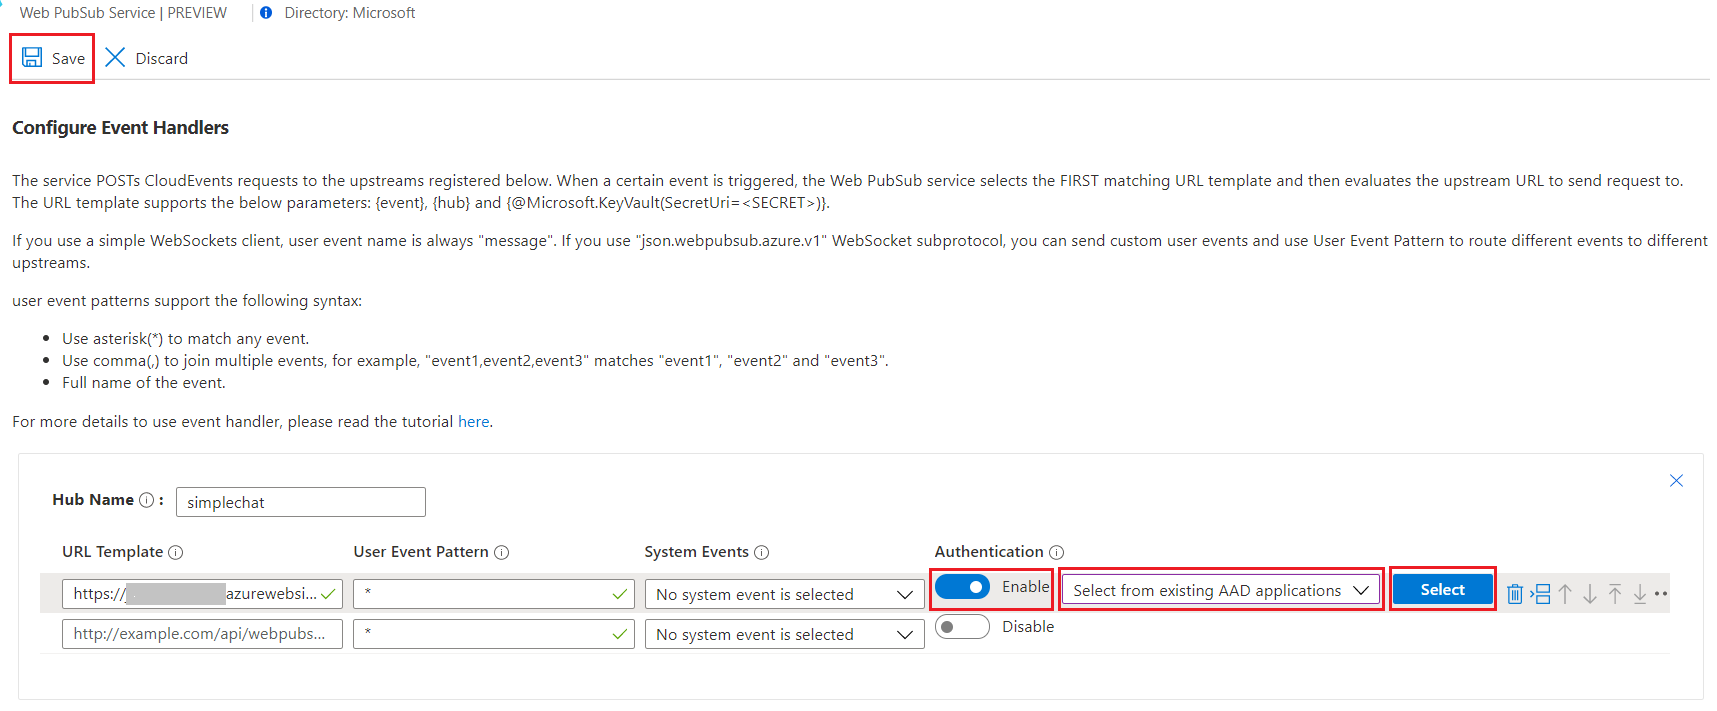 Web PubSub Service | PREVIEW Directory: Microsoft
Save Discard
Configure Event Handlers
The service POSTs CloudEvents requests to the upstreams registered below. When a certain event is triggered, the Web PubSub service selects the FIRST matching URL template and then evaluates the upstream URL to send request to.
The URL template supports the below parameters: {event}, {hub} and {@Microsoft.KeyVault(SecretUri=<SECRET>)}.
If you use a simple WebSockets client, user event name is always "message". If you use "json.webpubsub.azure.v1" WebSocket subprotocol, you can send custom user events and use User Event Pattern to route different events to different
upstreams.
user event patterns support the following syntax:
• Use asterisk(*) to match any event.
• Use comma(,) to join multiple events, for example, "event1,event2,event3" matches "event1", "event2" and "event3".
• Full name of the event.
For more details to use event handler, please read the tutorial here.
Hub Name : simplechat
URL Template User Event Pattern System Events Authentication
https:// azurewebsi... * No system event is selected Enable Select from existing AAD applications Select
http://example.com/api/webpubs... * No system event is selected Disable